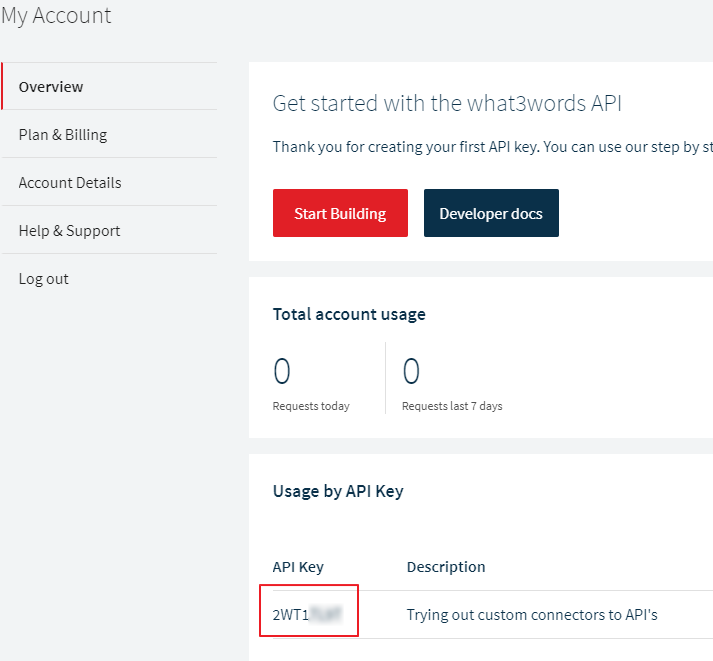 My Account
Overview
Plan & Billing
Account Details
Help & Support
Log out
Get started with the what3words API
Thank you for creating your first API key. You can use our step by st
Start Building
Developer docs
Total account usage
0
0
Requests today
Requests last 7 days
Usage by API Key
API Key
Description
2WT1
Trying out custom connectors to API's